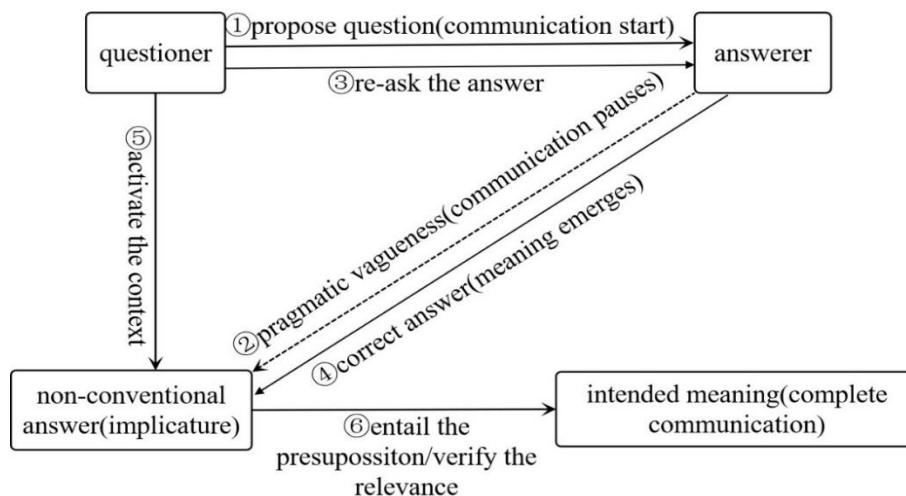 ①propose question(communication start)
questioner
answerer
③re-ask the answer
⑤activate the context
②pragmatic vagueness(communication pauses)
④correct answer(meaning emerges)
non-conventional
answer(implicature)
intended meaning(complete
communication)
⑥entail the
presupossiton/verify the
relevance